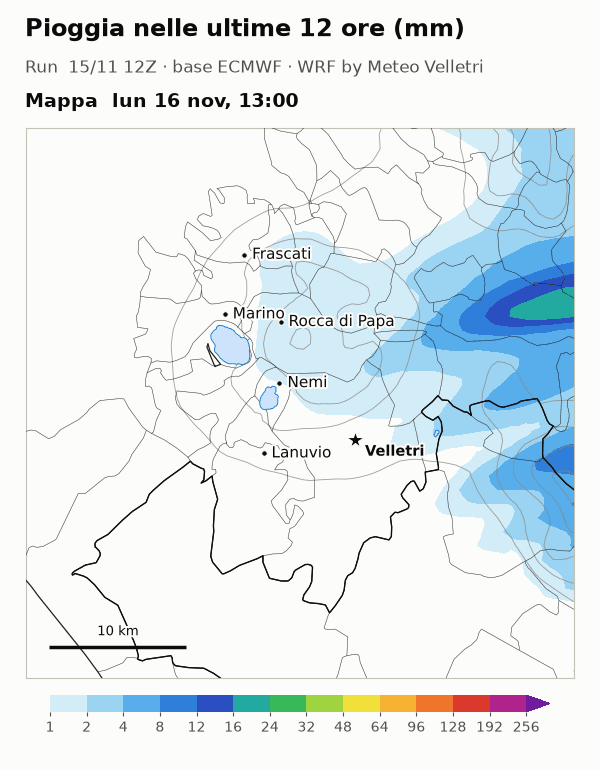 Pioggia nelle ultime 12 ore (mm)
Run 15/11 12Z · base ECMWF · WRF by Meteo Velletri
Mappa lun 16 nov, 13:00
Frascati
Marino
Rocca di Papa
Nemi
Velletri
Lanuvio
10 km
1 2 4 8 12 16 24 32 48 64 96 128 192 256